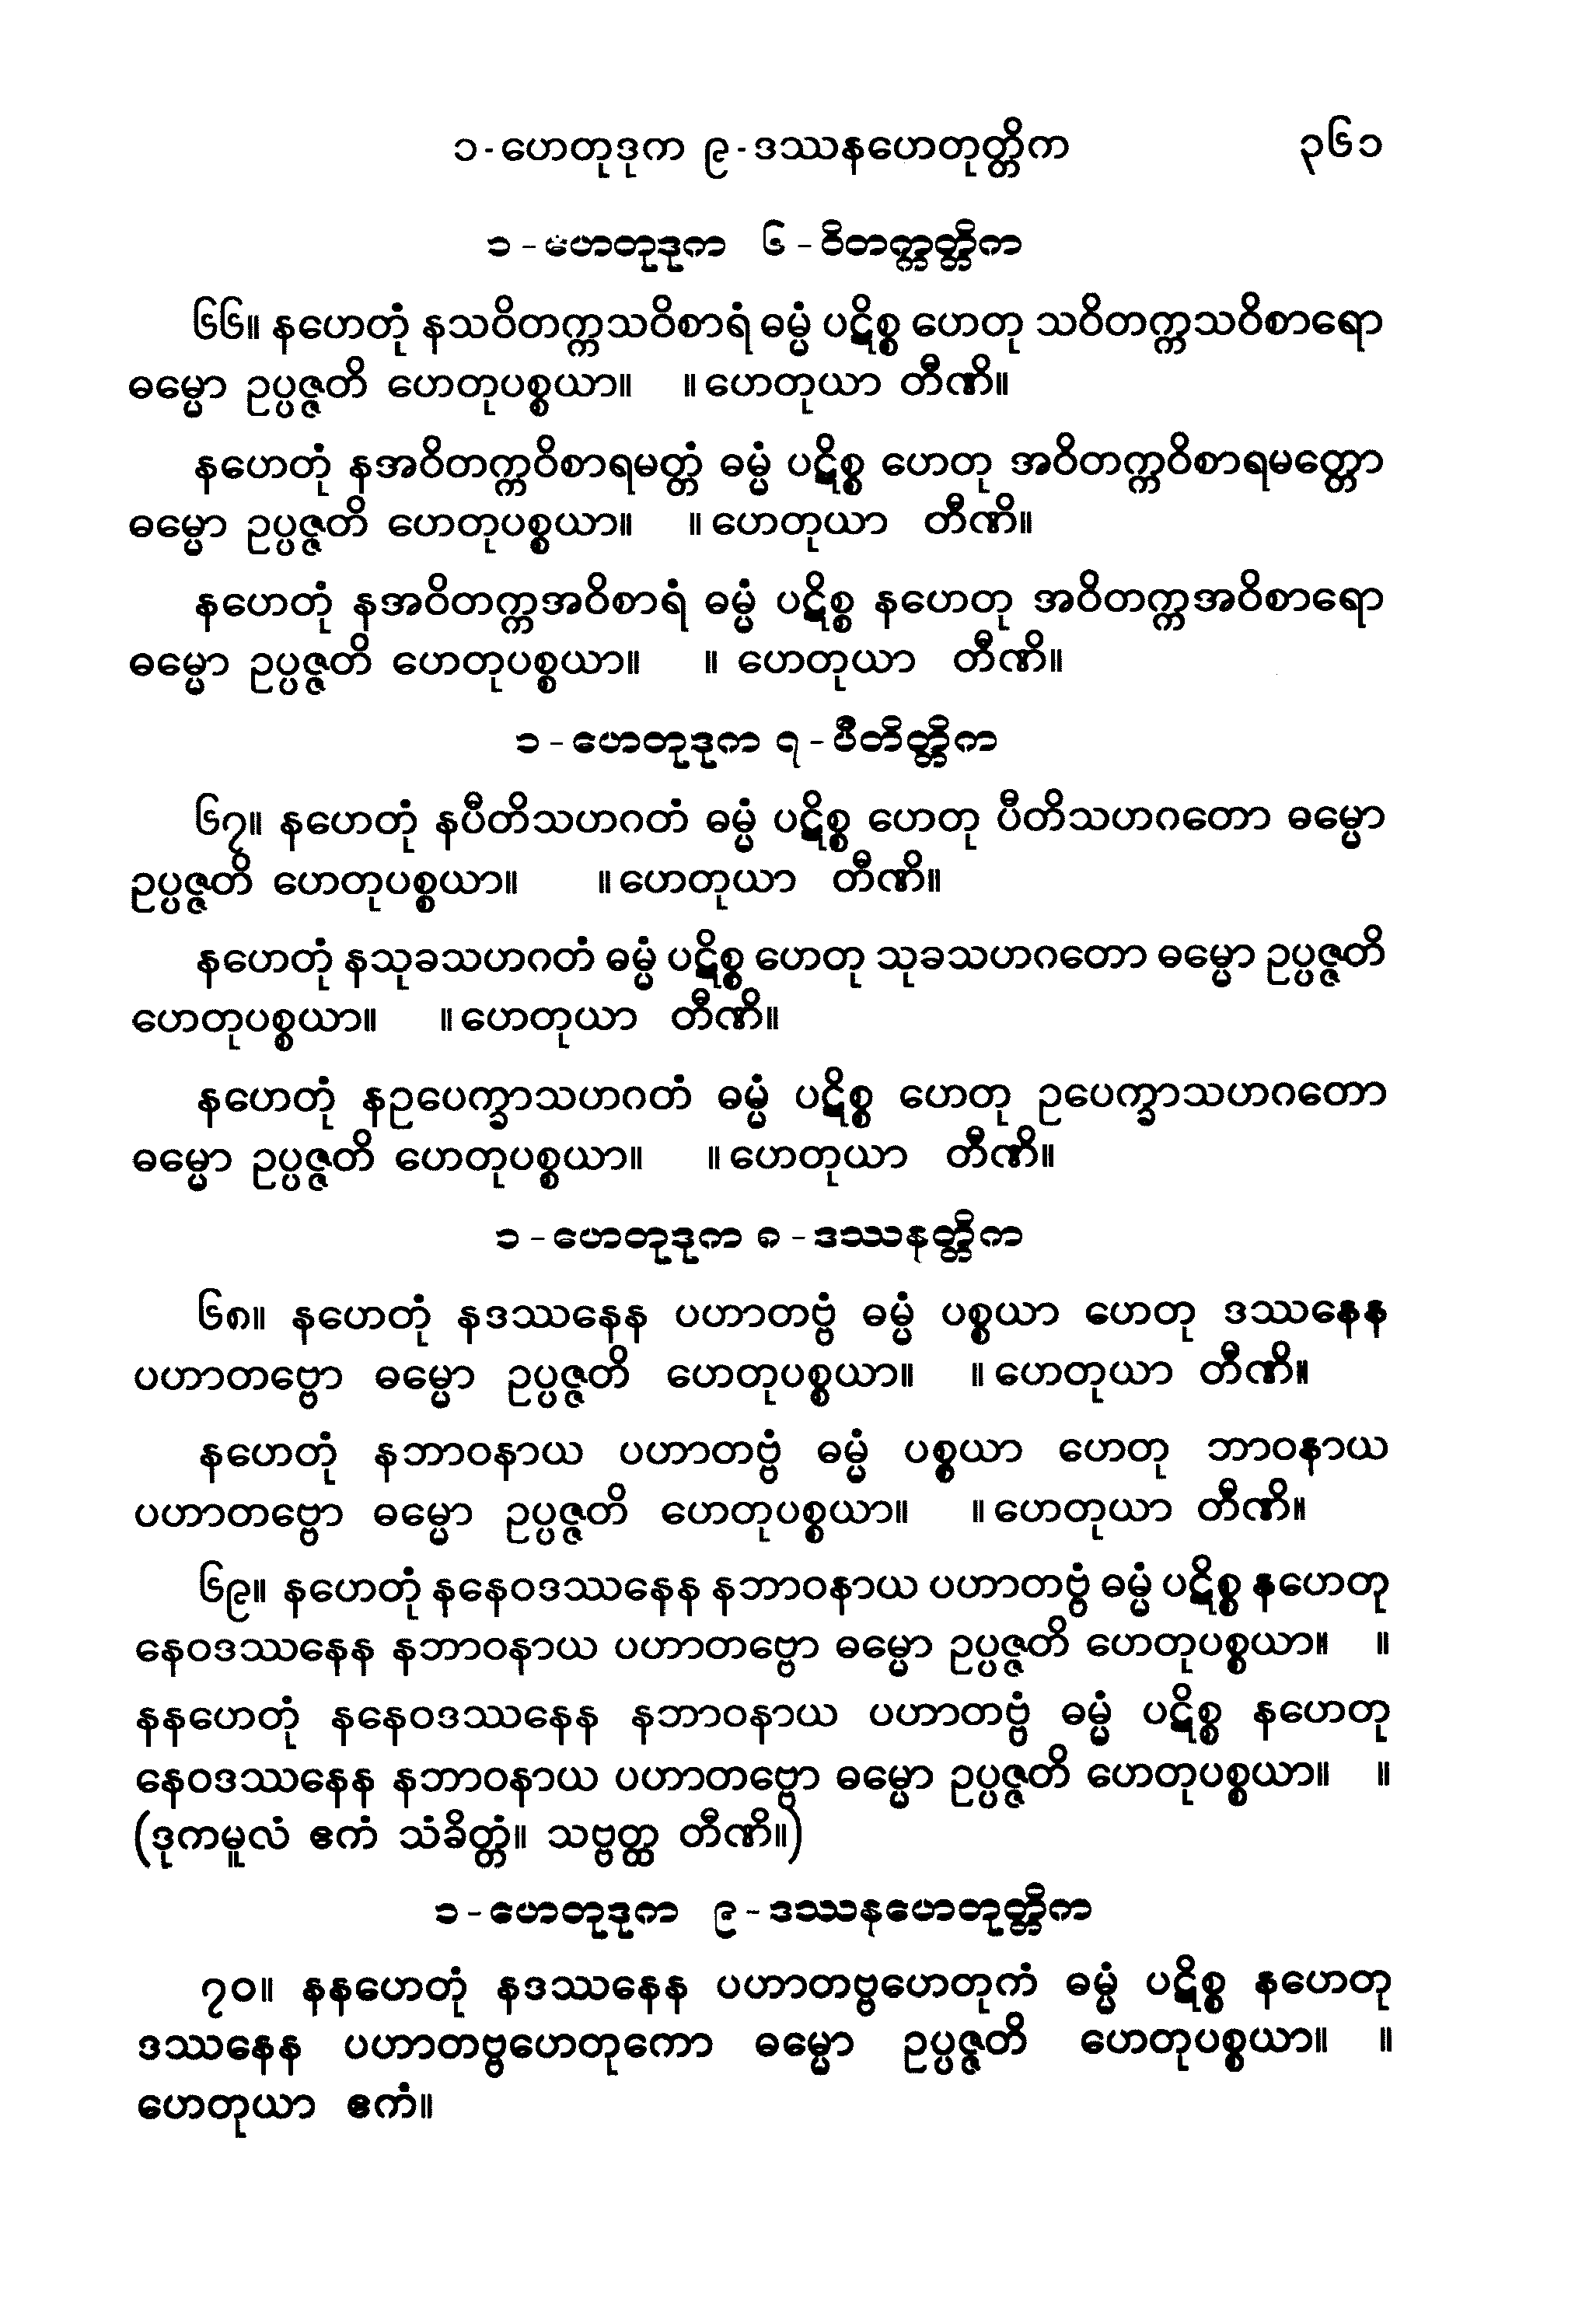 ၁-ဟေတုဒုက ၉-ဒဿနဟေတုတ္တိက ၃၆၁
၁-ဟေတုဒုက ၆-ဝိတက္ကတ္တိက
၆၆။ နဟေတုံ နသဝိတက္ကသဝိစာရံ ဓမ္မံ ပဋိစ္စ ဟေတု သဝိတက္ကသဝိစာရော
ဓမ္မော ဥပ္ပဇ္ဇတိ ဟေတုပစ္စယာ။ ။ ဟေတုယာ တီဏိ။
နဟေတုံ နအဝိတက္ကဝိစာရမတ္တံ ဓမ္မံ ပဋိစ္စ ဟေတု အဝိတက္ကဝိစာရမတ္တော
ဓမ္မော ဥပ္ပဇ္ဇတိ ဟေတုပစ္စယာ။ ။ ဟေတုယာ တီဏိ။
နဟေတုံ နအဝိတက္ကအဝိစာရံ ဓမ္မံ ပဋိစ္စ နဟေတု အဝိတက္ကအဝိစာရော
ဓမ္မော ဥပ္ပဇ္ဇတိ ဟေတုပစ္စယာ။ ။ ဟေတုယာ တီဏိ။
၁-ဟေတုဒုက ၇-ပီတိတ္တိက
၆၇။ နဟေတုံ နပီတိသဟဂတံ ဓမ္မံ ပဋိစ္စ ဟေတု ပီတိသဟဂတော ဓမ္မော
ဥပ္ပဇ္ဇတိ ဟေတုပစ္စယာ။ ။ ဟေတုယာ တီဏိ။
နဟေတုံ နသုခသဟဂတံ ဓမ္မံ ပဋိစ္စ ဟေတု သုခသဟဂတော ဓမ္မော ဥပ္ပဇ္ဇတိ
ဟေတုပစ္စယာ။ ။ ဟေတုယာ တီဏိ။
နဟေတုံ နဥပေက္ခာသဟဂတံ ဓမ္မံ ပဋိစ္စ ဟေတု ဥပေက္ခာသဟဂတော
ဓမ္မော ဥပ္ပဇ္ဇတိ ဟေတုပစ္စယာ။ ။ ဟေတုယာ တီဏိ။
၁-ဟေတုဒုက ၈-ဒဿနတ္တိက
၆၈။ နဟေတုံ နဒဿနေန ပဟာတဗ္ဗံ ဓမ္မံ ပစ္စယာ ဟေတု ဒဿနေန
ပဟာတဗ္ဗော ဓမ္မော ဥပ္ပဇ္ဇတိ ဟေတုပစ္စယာ။ ။ ဟေတုယာ တီဏိ။
နဟေတုံ နဘာဝနာယ ပဟာတဗ္ဗံ ဓမ္မံ ပစ္စယာ ဟေတု ဘာဝနာယ
ပဟာတဗ္ဗော ဓမ္မော ဥပ္ပဇ္ဇတိ ဟေတုပစ္စယာ။ ။ ဟေတုယာ တီဏိ။
၆၉။ နဟေတုံ နနေဝဒဿနေန နဘာဝနာယ ပဟာတဗ္ဗံ ဓမ္မံ ပဋိစ္စ နဟေတု
နေဝဒဿနေန နဘာဝနာယ ပဟာတဗ္ဗော ဓမ္မော ဥပ္ပဇ္ဇတိ ဟေတုပစ္စယာ။ ။
နနဟေတုံ နနေဝဒဿနေန နဘာဝနာယ ပဟာတဗ္ဗံ ဓမ္မံ ပဋိစ္စ နဟေတု
နေဝဒဿနေန နဘာဝနာယ ပဟာတဗ္ဗော ဓမ္မော ဥပ္ပဇ္ဇတိ ဟေတုပစ္စယာ။ ။
(ဒုကမူလံ ဧကံ သံခိတ္တံ။ သဗ္ဗတ္ထ တီဏိ။)
၁-ဟေတုဒုက ၉-ဒဿနဟေတုတ္တိက
၇၀။ နနဟေတုံ နဒဿနေန ပဟာတဗ္ဗဟေတုကံ ဓမ္မံ ပဋိစ္စ နဟေတု
ဒဿနေန ပဟာတဗ္ဗဟေတုကော ဓမ္မော ဥပ္ပဇ္ဇတိ ဟေတုပစ္စယာ။ ။
ဟေတုယာ ဧကံ။